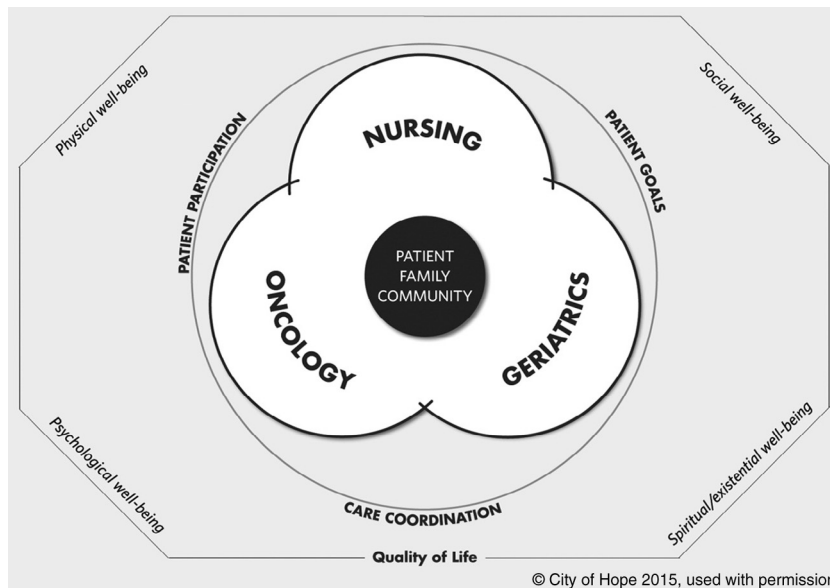 Physical well-being
Social well-being
PATIENT PARTICIPATION
NURSING
PATIENT GOALS
PATIENT
FAMILY
COMMUNITY
ONCOLOGY
GERIATRICS
Psychological well-being
Spiritual/existential well-being
CARE COORDINATION
Quality of Life
© City of Hope 2015, used with permission